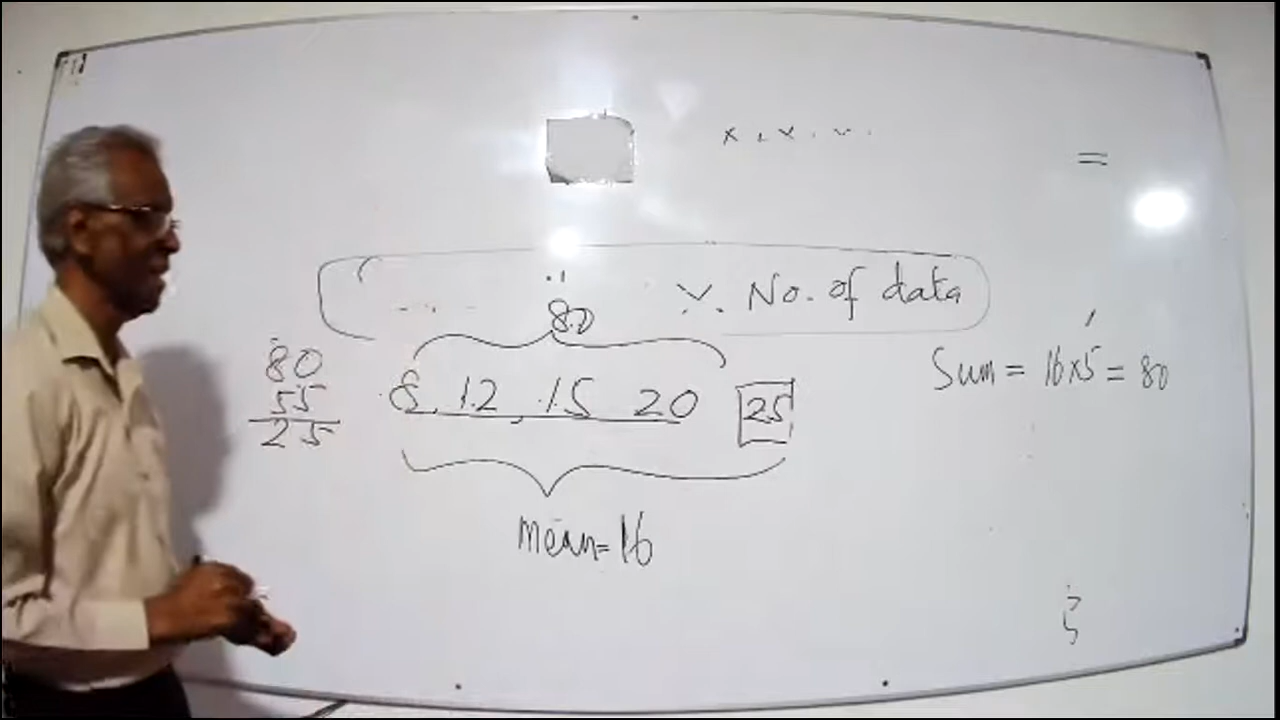 × No. of data
80
80
55
25
8, 12, 15 20 25
Sum = 16×5 = 80
mean = 16
=